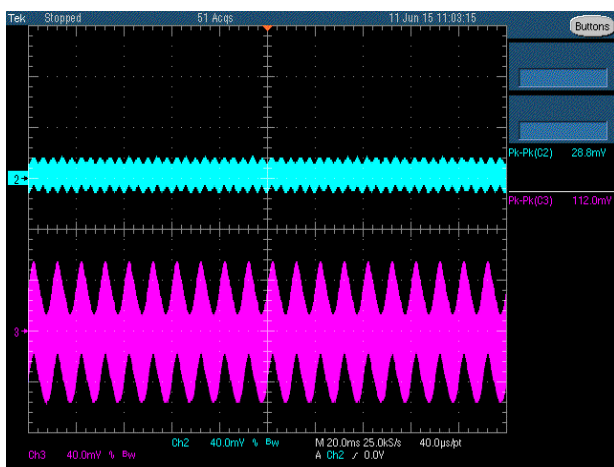 Tek Stopped 51 Acqs 11 Jun 15 11:03:15
Buttons
Pk-Pk(C2) 28.8mV
2
Pk-Pk(C3) 112.0mV
3
Ch2 40.0mV % Bw M 20.0ms 25.0kS/s 40.0µs/pt
Ch3 40.0mV % Bw A Ch2 ∕ 0.0V